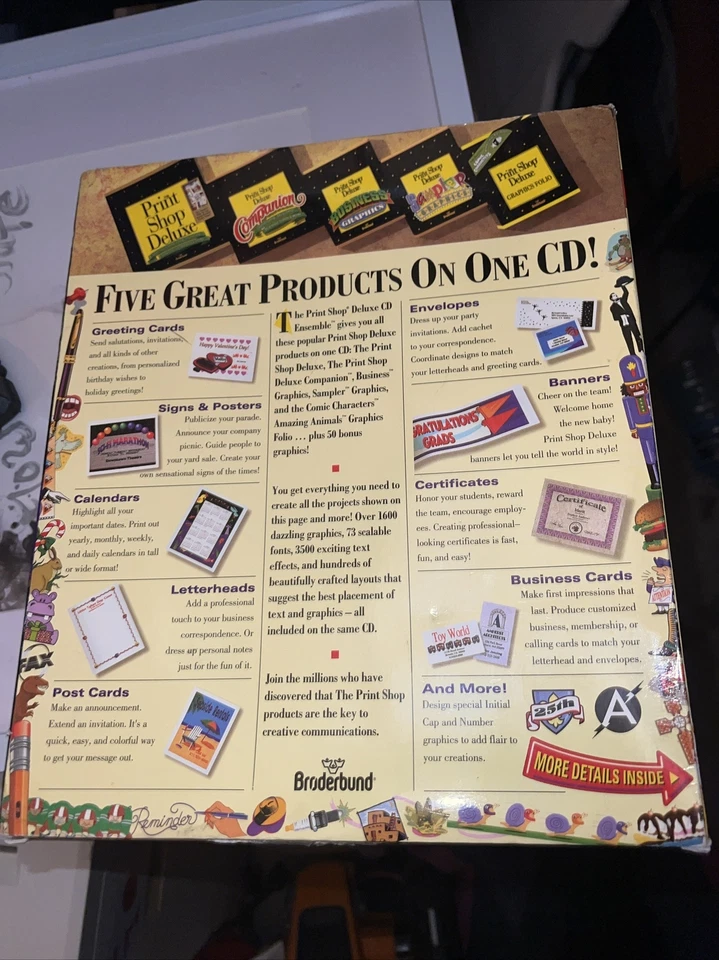 Print
Shop
Deluxe
Print Shop
Deluxe
Companion
Print Shop
Deluxe
BUSINESS
GRAPHICS
Print Shop
Deluxe
SAMPLER
GRAPHICS
Print Shop
Deluxe
GRAPHICS FOLIO
FIVE GREAT PRODUCTS ON ONE CD!
Greeting Cards
Send salutations, invitations,
and all kinds of other
creations, from personalized
birthday wishes to
holiday greetings!
Happy Valentine's Day!
Signs & Posters
Publicize your parade.
Announce your company
picnic. Guide people to
your yard sale. Create your
own sensational signs of the times!
Calendars
Highlight all your
important dates. Print out
yearly, monthly, weekly,
and daily calendars in tall
or wide format!
Letterheads
Add a professional
touch to your business
correspondence. Or
dress up personal notes
just for the fun of it.
Post Cards
Make an announcement.
Extend an invitation. It's a
quick, easy, and colorful way
to get your message out.
The Print Shop® Deluxe CD
Ensemble™ gives you all
these popular Print Shop Deluxe
products on one CD: The Print
Shop Deluxe, The Print Shop
Deluxe Companion™, Business™
Graphics, Sampler™ Graphics,
and the Comic Characters™
Amazing Animals™ Graphics
Folio . . . plus 50 bonus
graphics!
You get everything you need to
create all the projects shown on
this page and more! Over 1600
dazzling graphics, 73 scalable
fonts, 3500 exciting text
effects, and hundreds of
beautifully crafted layouts that
suggest the best placement of
text and graphics – all
included on the same CD.
Join the millions who have
discovered that The Print Shop
products are the key to
creative communications.
Brøderbund®
Envelopes
Dress up your party
invitations. Add cachet
to your correspondence.
Coordinate designs to match
your letterheads and greeting cards.
Banners
Cheer on the team!
Welcome home
the new baby!
Print Shop Deluxe
banners let you tell the world in style!
GRATULATIONS
GRADS
Certificates
Honor your students, reward
the team, encourage employ-
ees. Creating professional–
looking certificates is fast,
fun, and easy!
Certificate
Business Cards
Make first impressions that
last. Produce customized
business, membership, or
calling cards to match your
letterhead and envelopes.
Toy World
And More!
Design special Initial
Cap and Number
graphics to add flair to
your creations.
25th
A
MORE DETAILS INSIDE
FAX
Reminder